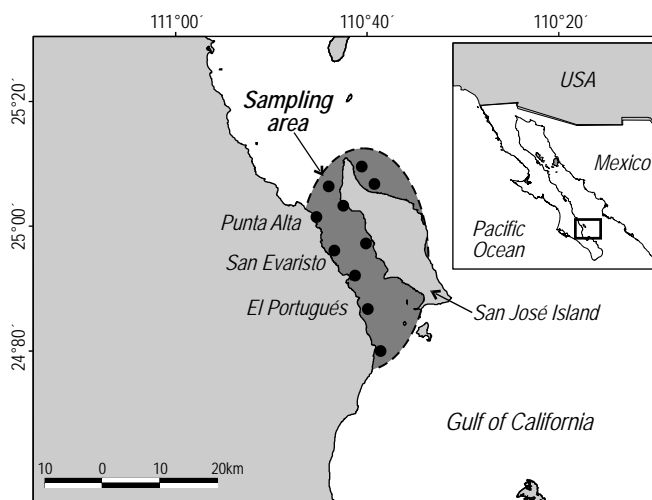 111°00´
110°40´
110°20´
25°20´
25°00´
24°80´
USA
Mexico
Pacific
Ocean
Sampling
area
Punta Alta
San Evaristo
El Portugués
San José Island
Gulf of California
10 0 10 20km